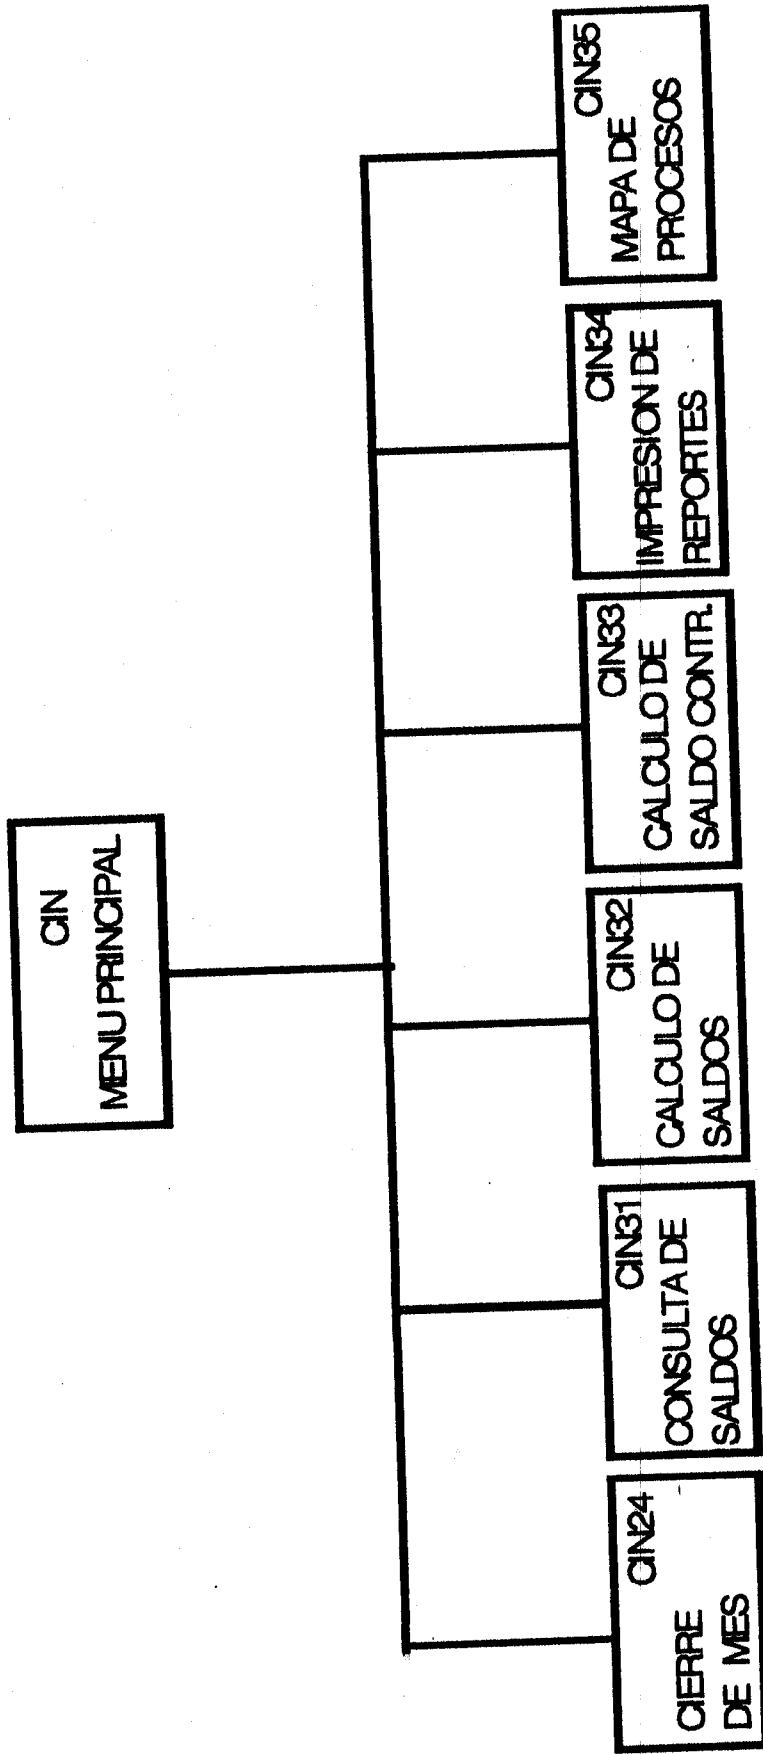 CIN
MENU PRINCIPAL
CIN24
CIERRE
DE MES
CIN31
CONSULTA DE
SALDOS
CIN32
CALCULO DE
SALDOS
CIN33
CALCULO DE
SALDO CONTR.
CIN34
IMPRESION DE
REPORTES
CIN35
MAPA DE
PROCESOS